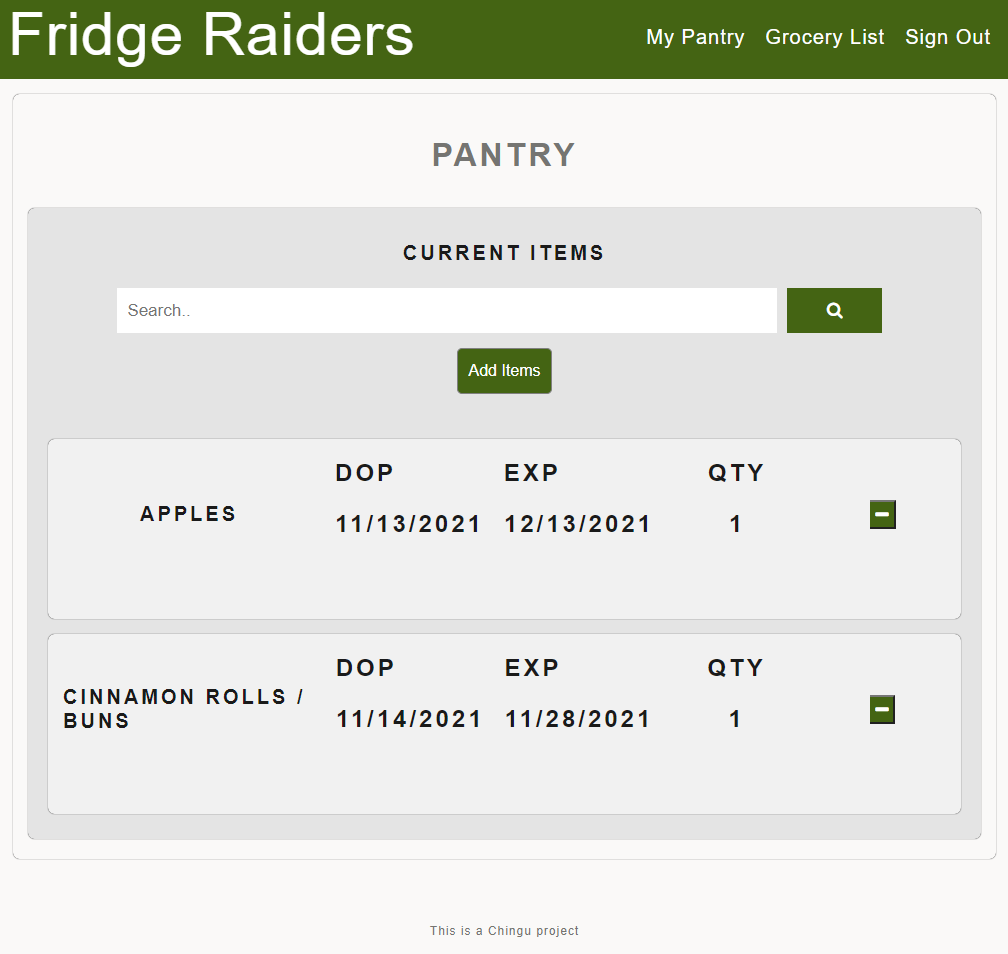 Fridge Raiders
My Pantry Grocery List Sign Out
PANTRY
CURRENT ITEMS
Search..
Add Items
DOP EXP QTY
APPLES
11/13/2021 12/13/2021 1
DOP EXP QTY
CINNAMON ROLLS /
BUNS
11/14/2021 11/28/2021 1
This is a Chingu project